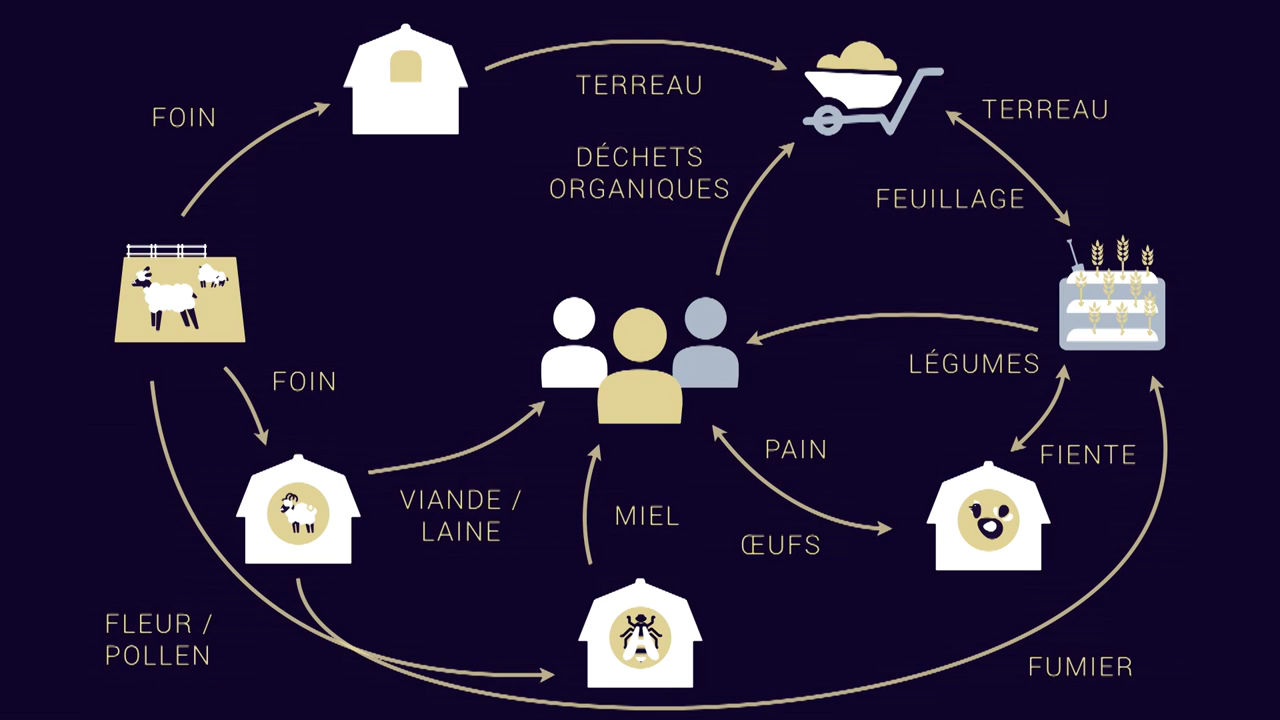 TERREAU
TERREAU
FOIN
DÉCHETS
ORGANIQUES
FEUILLAGE
LÉGUMES
FOIN
PAIN
FIENTE
VIANDE /
LAINE
MIEL
ŒUFS
FLEUR /
POLLEN
FUMIER